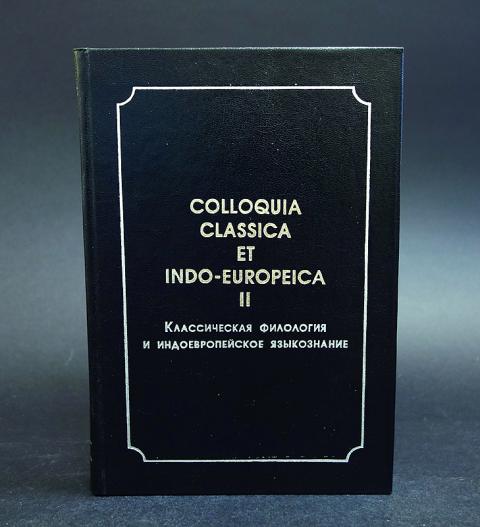 COLLOQUIA
CLASSICA
ET
INDO-EUROPEICA
II
Классическая филология
и индоевропейское языкознание